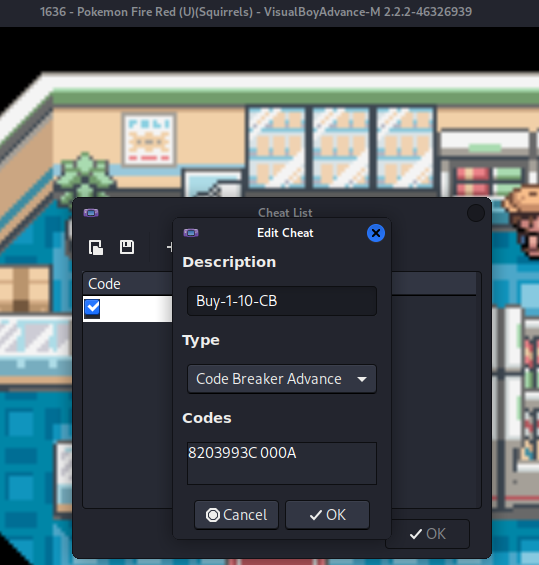 1636 - Pokemon Fire Red (U)(Squirrels) - VisualBoyAdvance-M 2.2.2-46326939
Cheat List
Edit Cheat
Description
Code
Buy-1-10-CB
Type
Code Breaker Advance
Codes
8203993C 000A
Cancel
OK
OK